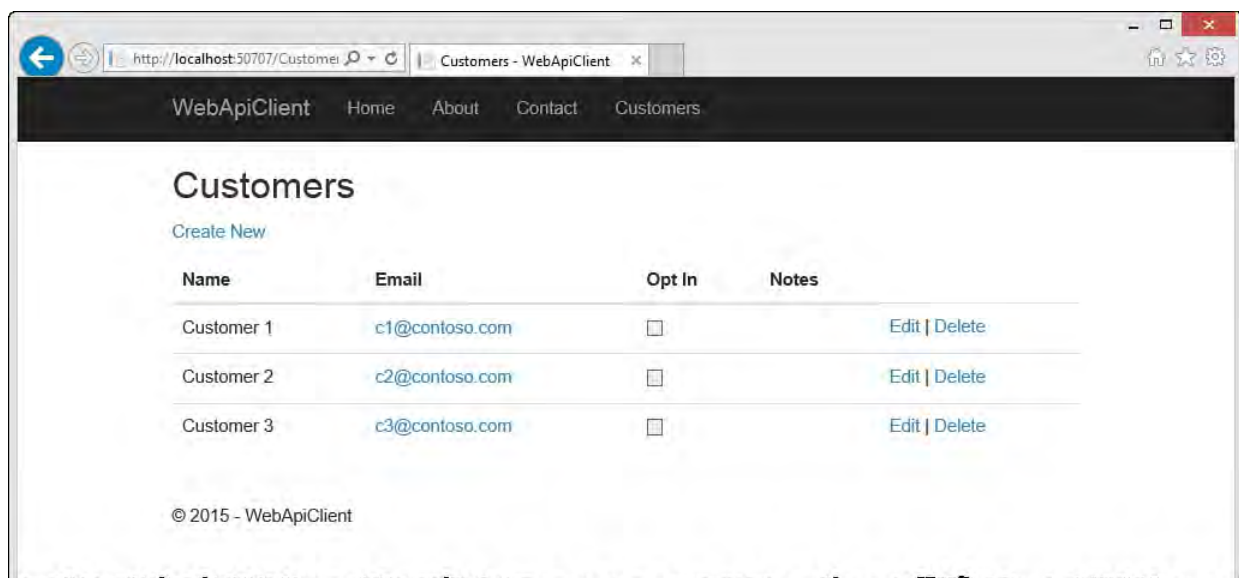 http://localhost:50707/Custome
Customers - WebApiClient
WebApiClient Home About Contact Customers
Customers
Create New
Name Email Opt In Notes
Customer 1 c1@contoso.com Edit | Delete
Customer 2 c2@contoso.com Edit | Delete
Customer 3 c3@contoso.com Edit | Delete
© 2015 - WebApiClient